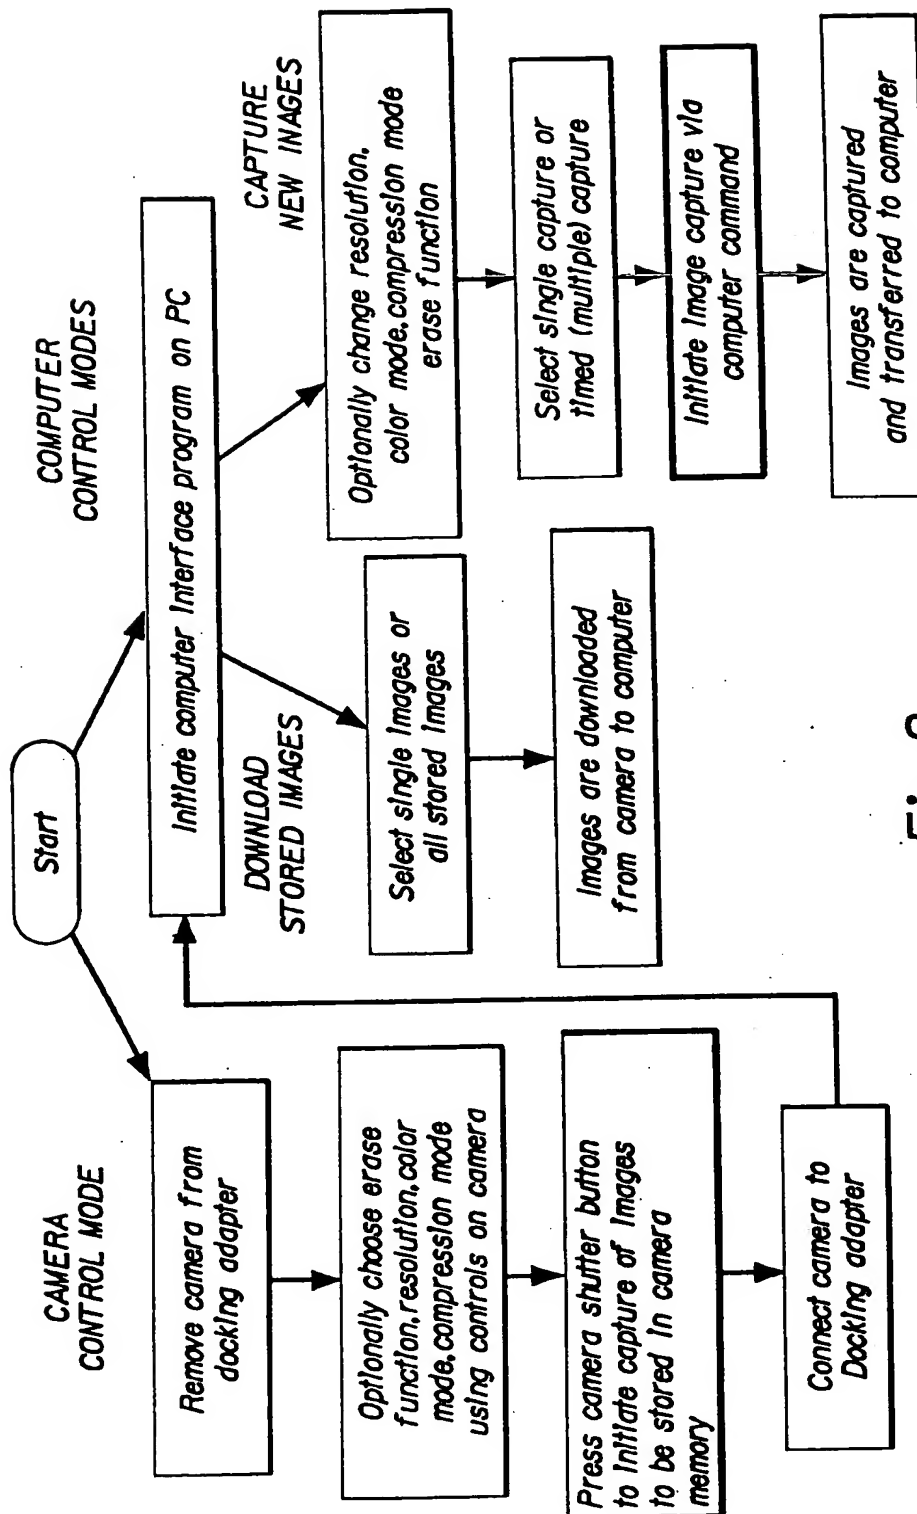 Start
CAMERA
CONTROL MODE
Remove camera from
docking adapter
Optionally choose erase
function,resolution,color
mode,compression mode
using controls on camera
Press camera shutter button
to initiate capture of images
to be stored in camera
memory
Connect camera to
Docking adapter
COMPUTER
CONTROL MODES
Initiate computer interface program on PC
DOWNLOAD
STORED IMAGES
Select single images or
all stored images
Images are downloaded
from camera to computer
CAPTURE
NEW INAGES
Optionally change resolution,
color mode,compression mode
erase function
Select single capture or
timed (multiple) capture
Initiate image capture via
computer command
Images are captured
and transferred to computer